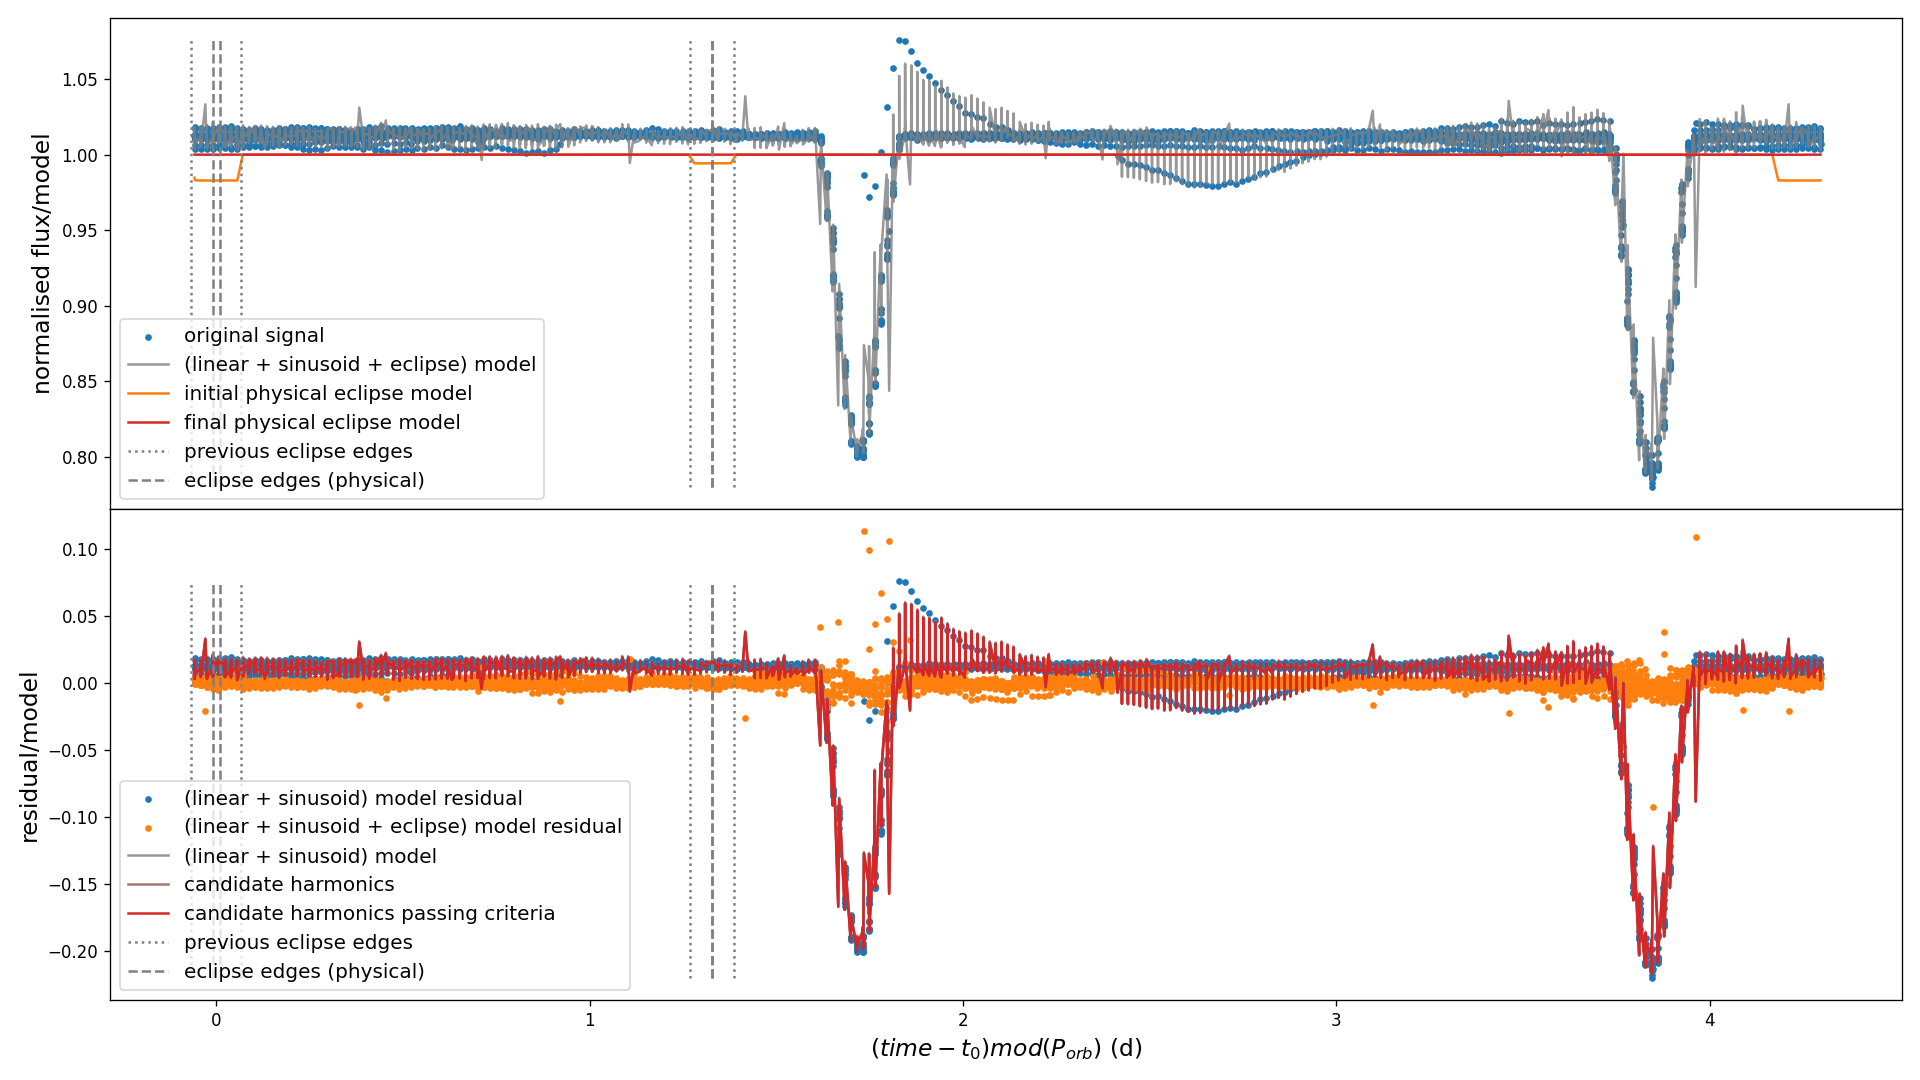 normalised flux/model
1.05
1.00
0.95
0.90
0.85
0.80
original signal
(linear + sinusoid + eclipse) model
initial physical eclipse model
final physical eclipse model
previous eclipse edges
eclipse edges (physical)
residual/model
0.10
0.05
0.00
−0.05
−0.10
−0.15
−0.20
(linear + sinusoid) model residual
(linear + sinusoid + eclipse) model residual
(linear + sinusoid) model
candidate harmonics
candidate harmonics passing criteria
previous eclipse edges
eclipse edges (physical)
0 1 2 3 4
(time − t₀)mod(Pₒᵣb) (d)